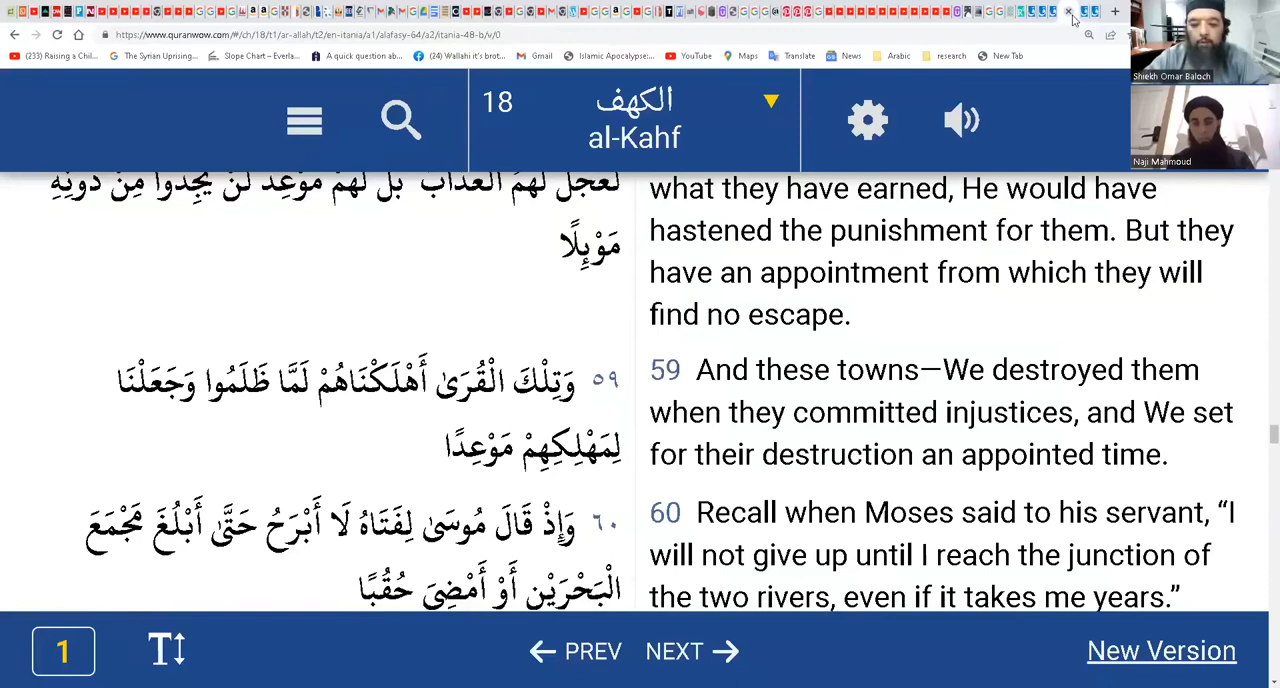 https://www.quranwow.com/#/ch/18/t1/ar-allah/t2/en-itania/a1/alafasy-64/a2/itania-48-b/v/0
(233) Raising a Chil...
The Syrian Uprising...
Slope Chart – Everla...
A quick question ab...
(24) Wallahi it's brot...
Gmail
Islamic Apocalypse:...
YouTube
Maps
Translate
News
Arabic
research
New Tab
Shiekh Omar Baloch
Naji Mahmoud
18
الكهف
al-Kahf
لَعَجَّلَ لَهُمُ الْعَذَابَ بَل لَّهُم مَّوْعِدٌ لَّن يَجِدُوا مِن دُونِهِ
مَوْئِلًا
what they have earned, He would have
hastened the punishment for them. But they
have an appointment from which they will
find no escape.
٥٩ وَتِلْكَ الْقُرَىٰ أَهْلَكْنَاهُمْ لَمَّا ظَلَمُوا وَجَعَلْنَا
لِمَهْلِكِهِمْ مَوْعِدًا
59 And these towns—We destroyed them
when they committed injustices, and We set
for their destruction an appointed time.
٦٠ وَإِذْ قَالَ مُوسَىٰ لِفَتَاهُ لَا أَبْرَحُ حَتَّىٰ أَبْلُغَ مَجْمَعَ
الْبَحْرَيْنِ أَوْ أَمْضِيَ حُقُبًا
60 Recall when Moses said to his servant, “I
will not give up until I reach the junction of
the two rivers, even if it takes me years.”
1
T
PREV
NEXT
New Version